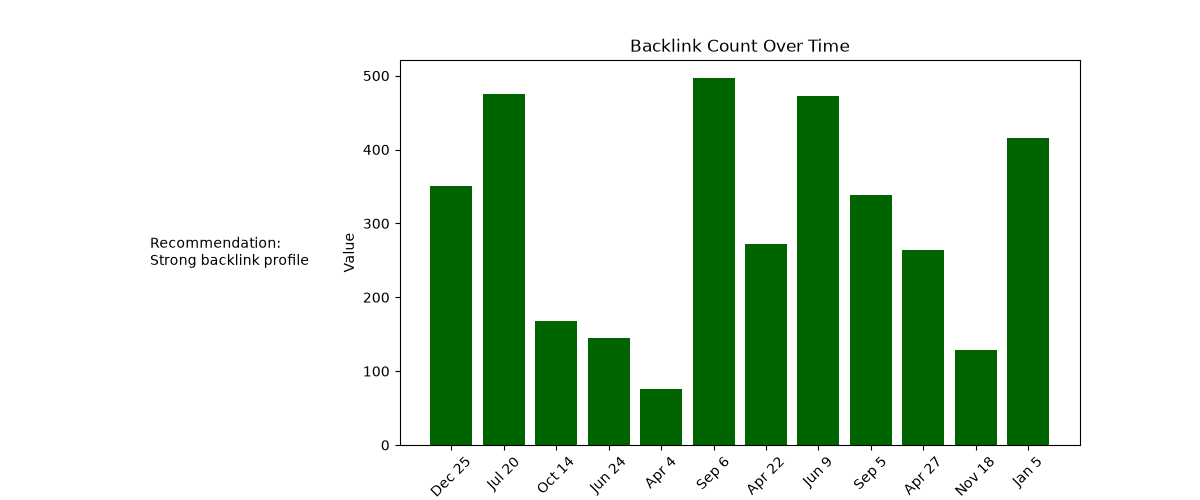 Backlink Count Over Time
Recommendation:
Strong backlink profile
Value
500
400
300
200
100
0
Dec 25
Jul 20
Oct 14
Jun 24
Apr 4
Sep 6
Apr 22
Jun 9
Sep 5
Apr 27
Nov 18
Jan 5